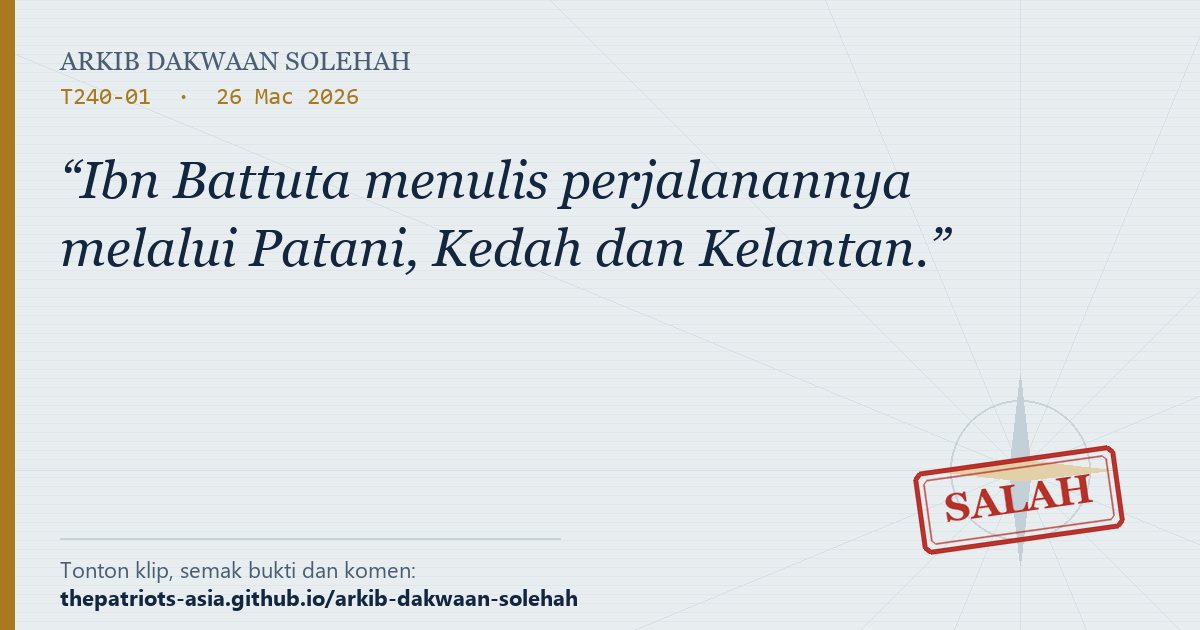 ARKIB DAKWAAN SOLEHAH
T240-01 · 26 Mac 2026
“Ibn Battuta menulis perjalanannya
melalui Patani, Kedah dan Kelantan.”
SALAH
Tonton klip, semak bukti dan komen:
thepatriots-asia.github.io/arkib-dakwaan-solehah